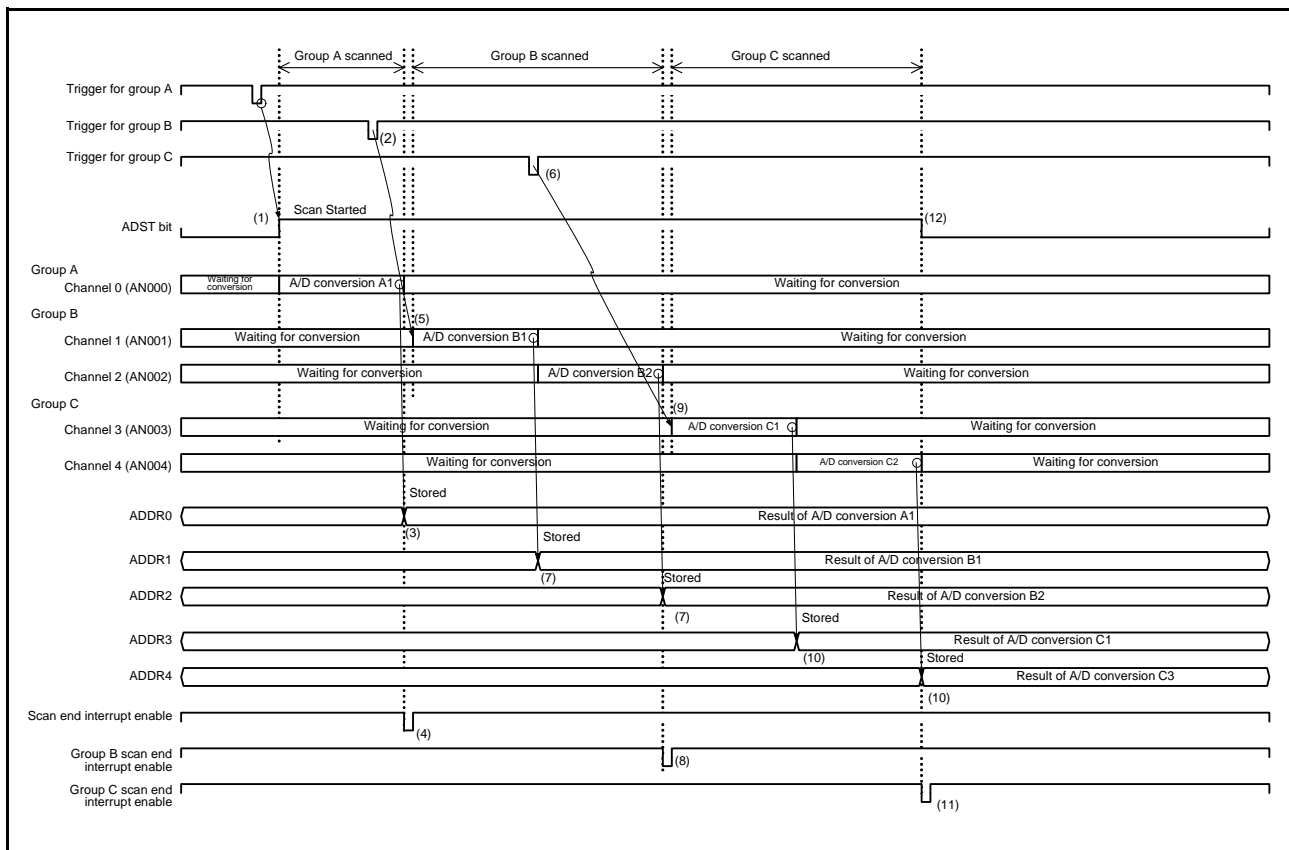 Group A scanned Group B scanned Group C scanned
Trigger for group A
Trigger for group B (2)
Trigger for group C (6)
(1) Scan Started (12)
ADST bit
Group A
Channel 0 (AN000) Waiting for conversion A/D conversion A1 Waiting for conversion
Group B
(5)
Channel 1 (AN001) Waiting for conversion A/D conversion B1 Waiting for conversion
Channel 2 (AN002) Waiting for conversion A/D conversion B2 Waiting for conversion
Group C
(9)
Channel 3 (AN003) Waiting for conversion A/D conversion C1 Waiting for conversion
Channel 4 (AN004) Waiting for conversion A/D conversion C2 Waiting for conversion
Stored
ADDR0 Result of A/D conversion A1
(3)
Stored
ADDR1 Result of A/D conversion B1
(7)
Stored
ADDR2 Result of A/D conversion B2
(7)
Stored
ADDR3 Result of A/D conversion C1
(10)
Stored
ADDR4 Result of A/D conversion C3
(10)
Scan end interrupt enable
(4)
Group B scan end
interrupt enable
(8)
Group C scan end
interrupt enable
(11)